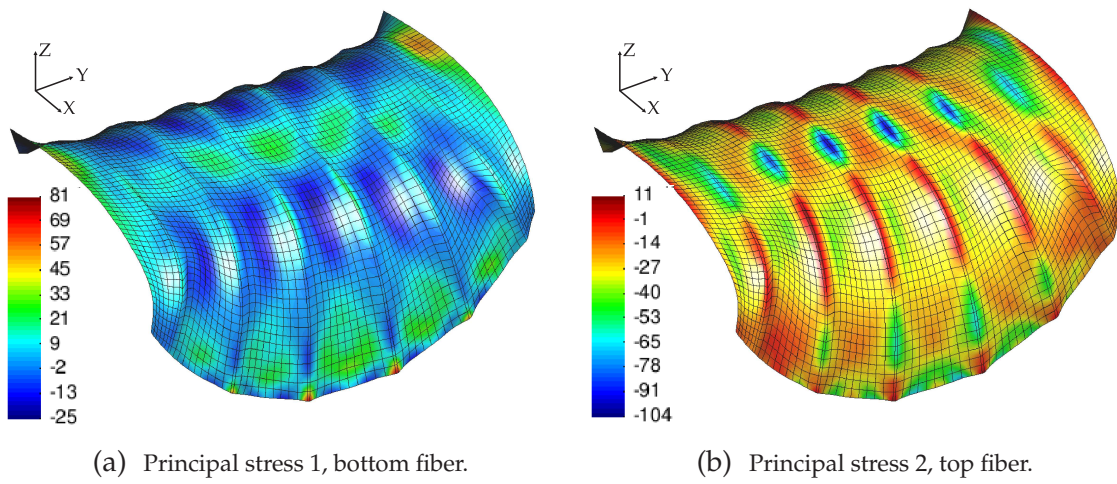 Z
Y
X
81
69
57
45
33
21
9
-2
-13
-25
(a) Principal stress 1, bottom fiber.
Z
Y
X
11
-1
-14
-27
-40
-53
-65
-78
-91
-104
(b) Principal stress 2, top fiber.